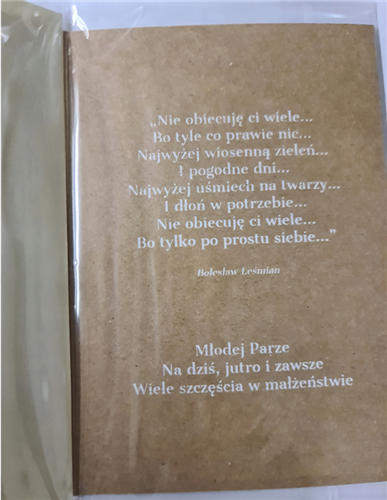 „Nie obiecuję ci wiele...
Bo tyle co prawie nic...
Najwyżej wiosenną zieleń...
I pogodne dni...
Najwyżej uśmiech na twarzy...
I dłoń w potrzebie...
Nie obiecuję ci wiele...
Bo tylko po prostu siebie...”
Bolesław Leśmian
Młodej Parze
Na dziś, jutro i zawsze
Wiele szczęścia w małżeństwie